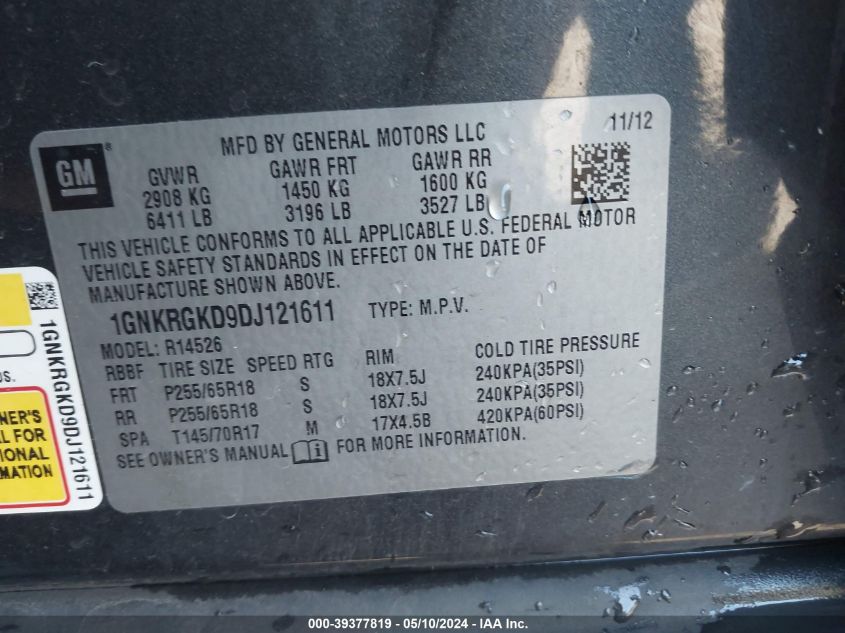 MFD BY GENERAL MOTORS LLC 11/12
GM®
GVWR GAWR FRT GAWR RR
2908 KG 1450 KG 1600 KG
6411 LB 3196 LB 3527 LB
THIS VEHICLE CONFORMS TO ALL APPLICABLE U.S. FEDERAL MOTOR
VEHICLE SAFETY STANDARDS IN EFFECT ON THE DATE OF
MANUFACTURE SHOWN ABOVE.
1GNKRGKD9DJ121611 TYPE: M.P.V.
MODEL: R14526
RBBF TIRE SIZE SPEED RTG RIM COLD TIRE PRESSURE
FRT P255/65R18 S 18X7.5J 240KPA(35PSI)
RR P255/65R18 S 18X7.5J 240KPA(35PSI)
SPA T145/70R17 M 17X4.5B 420KPA(60PSI)
SEE OWNER'S MANUAL i FOR MORE INFORMATION.
1GNKRGKD9DJ121611
NER'S
L FOR
IONAL
MATION
000-39377819 - 05/10/2024 - IAA Inc.